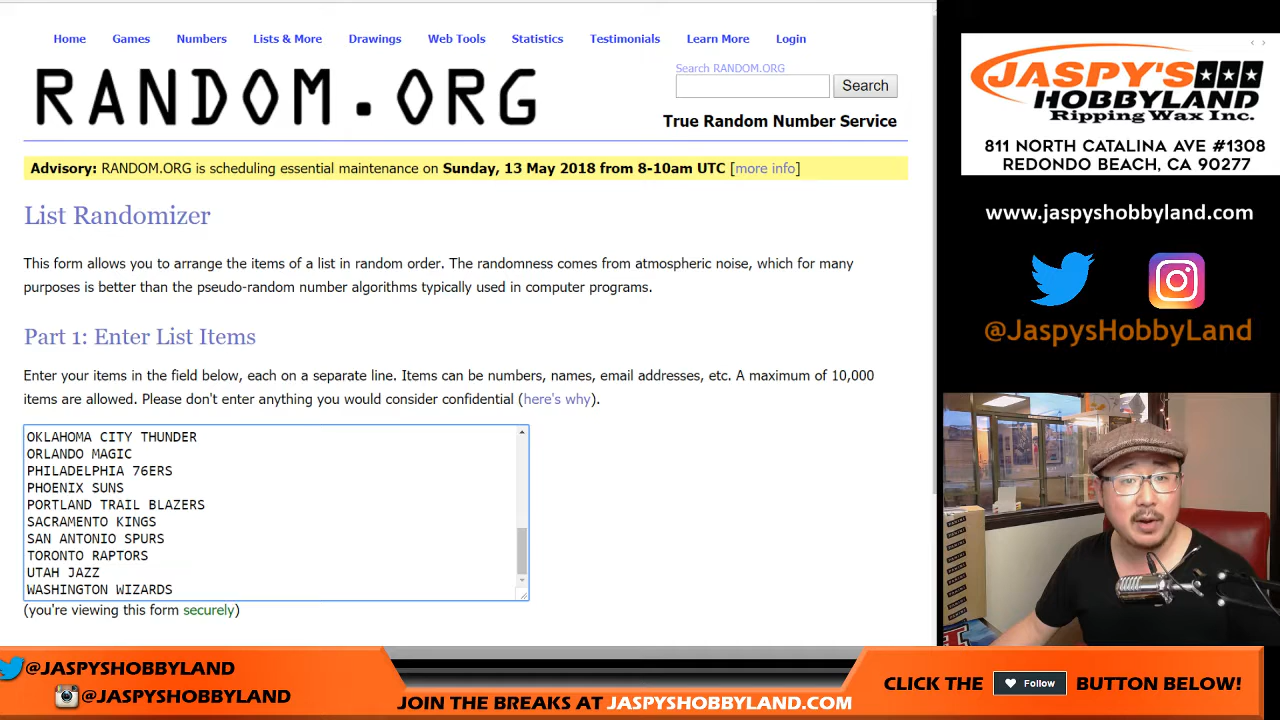 Home Games Numbers Lists & More Drawings Web Tools Statistics Testimonials Learn More Login
RANDOM.ORG
Search RANDOM.ORG
Search
True Random Number Service
Advisory: RANDOM.ORG is scheduling essential maintenance on Sunday, 13 May 2018 from 8-10am UTC [more info]
List Randomizer
This form allows you to arrange the items of a list in random order. The randomness comes from atmospheric noise, which for many
purposes is better than the pseudo-random number algorithms typically used in computer programs.
Part 1: Enter List Items
Enter your items in the field below, each on a separate line. Items can be numbers, names, email addresses, etc. A maximum of 10,000
items are allowed. Please don't enter anything you would consider confidential (here's why).
OKLAHOMA CITY THUNDER
ORLANDO MAGIC
PHILADELPHIA 76ERS
PHOENIX SUNS
PORTLAND TRAIL BLAZERS
SACRAMENTO KINGS
SAN ANTONIO SPURS
TORONTO RAPTORS
UTAH JAZZ
WASHINGTON WIZARDS
(you're viewing this form securely)
JASPY'S
HOBBYLAND
Ripping Wax Inc.
811 NORTH CATALINA AVE #1308
REDONDO BEACH, CA 90277
www.jaspyshobbyland.com
@JaspysHobbyLand
@JASPYSHOBBYLAND
@JASPYSHOBBYLAND
JOIN THE BREAKS AT JASPYSHOBBYLAND.COM
CLICK THE Follow BUTTON BELOW!